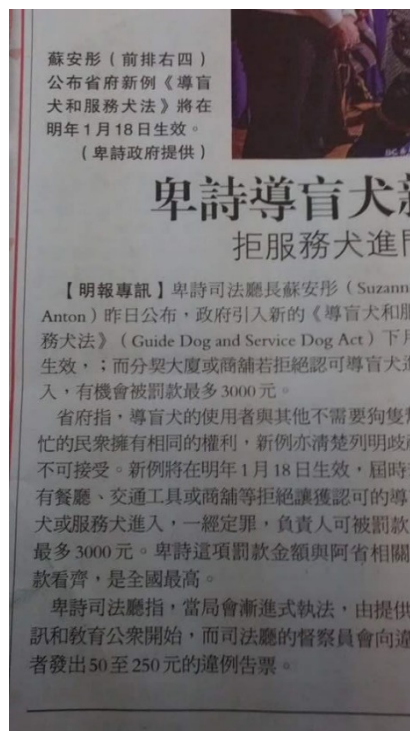 蘇安彤（前排右四）
公布省府新例《導盲
犬和服務犬法》將在
明年1月18日生效。
（卑詩政府提供）
卑詩導盲犬新
拒服務犬進
【明報專訊】卑詩司法廳長蘇安彤（Suzann
Anton）昨日公布，政府引入新的《導盲犬和服
務犬法》（Guide Dog and Service Dog Act）下月
生效，；而分契大廈或商舖若拒絕認可導盲犬進
入，有機會被罰款最多3000元。
省府指，導盲犬的使用者與其他不需要狗隻幫
忙的民衆擁有相同的權利，新例亦清楚列明歧
不可接受。新例將在明年1月18日生效，屆時
有餐廳、交通工具或商舖等拒絕讓獲認可的導
犬或服務犬進入，一經定罪，負責人可被罰款
最多3000元。卑詩這項罰款金額與阿省相關
款看齊，是全國最高。
卑詩司法廳指，當局會漸進式執法，由提供
訊和敎育公衆開始，而司法廳的督察員會向違
者發出50至250元的違例告票。